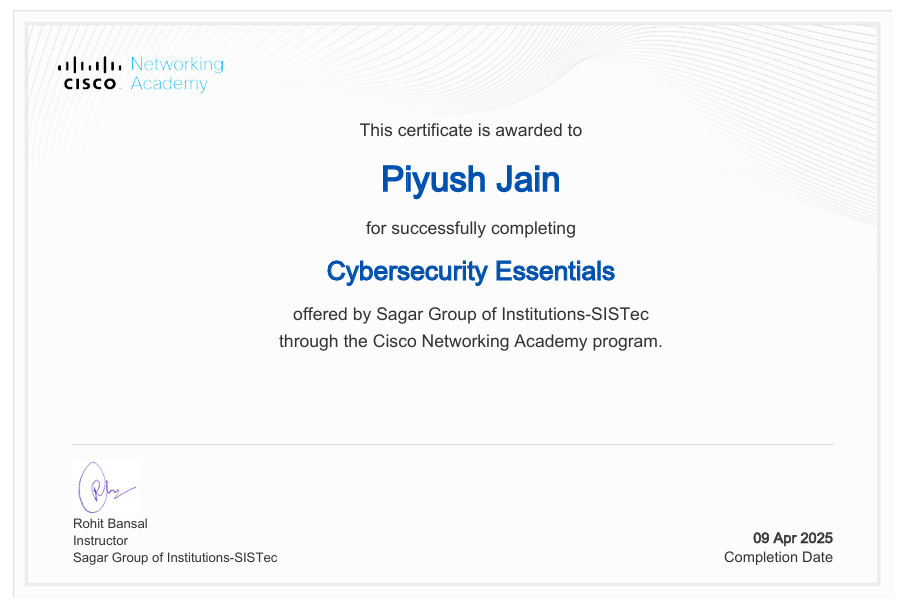 Networking
CISCO Academy
This certificate is awarded to
Piyush Jain
for successfully completing
Cybersecurity Essentials
offered by Sagar Group of Institutions-SISTec
through the Cisco Networking Academy program.
Rohit Bansal
Instructor
Sagar Group of Institutions-SISTec
09 Apr 2025
Completion Date